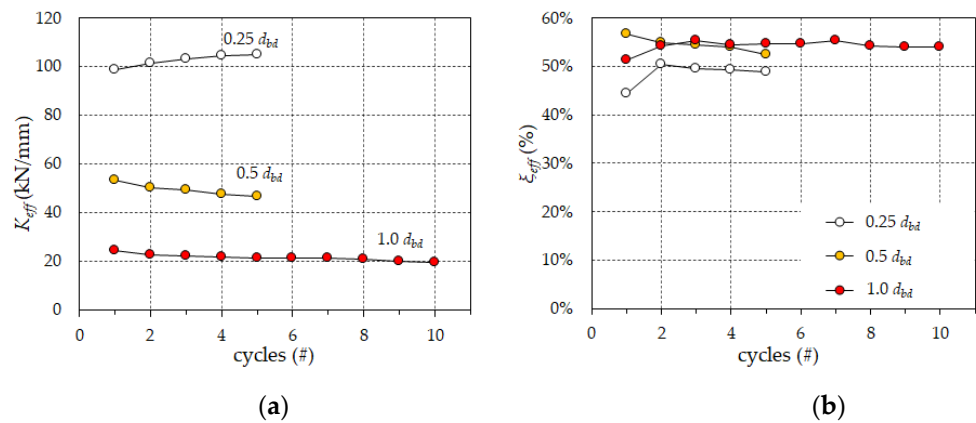 120
100
80
60
40
20
0
K_eff (kN/mm)
0.25 d_bd
0.5 d_bd
1.0 d_bd
0 2 4 6 8 10
cycles (#)
(a)
60%
50%
40%
30%
20%
10%
0%
ξ_eff (%)
0.25 d_bd
0.5 d_bd
1.0 d_bd
0 2 4 6 8 10
cycles (#)
(b)